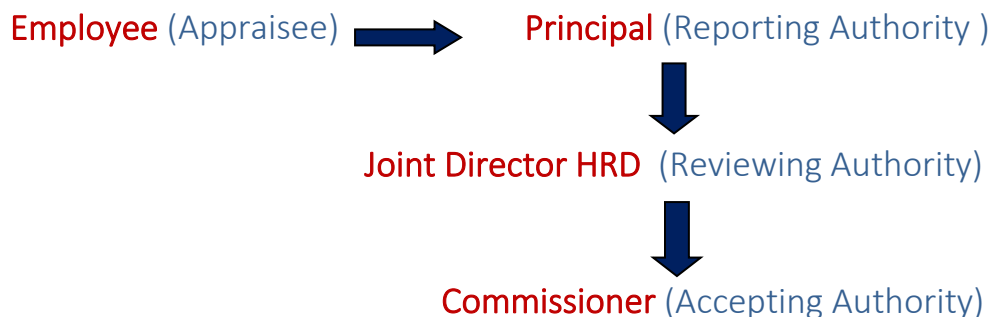 Employee (Appraisee) Principal (Reporting Authority )
Joint Director HRD (Reviewing Authority)
Commissioner (Accepting Authority)